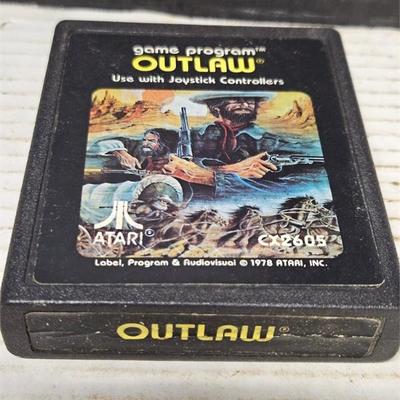 game program™
OUTLAW®
Use with Joystick Controllers
ATARI®
CX2605
Label, Program & Audiovisual © 1978 ATARI, INC.
OUTLAW®